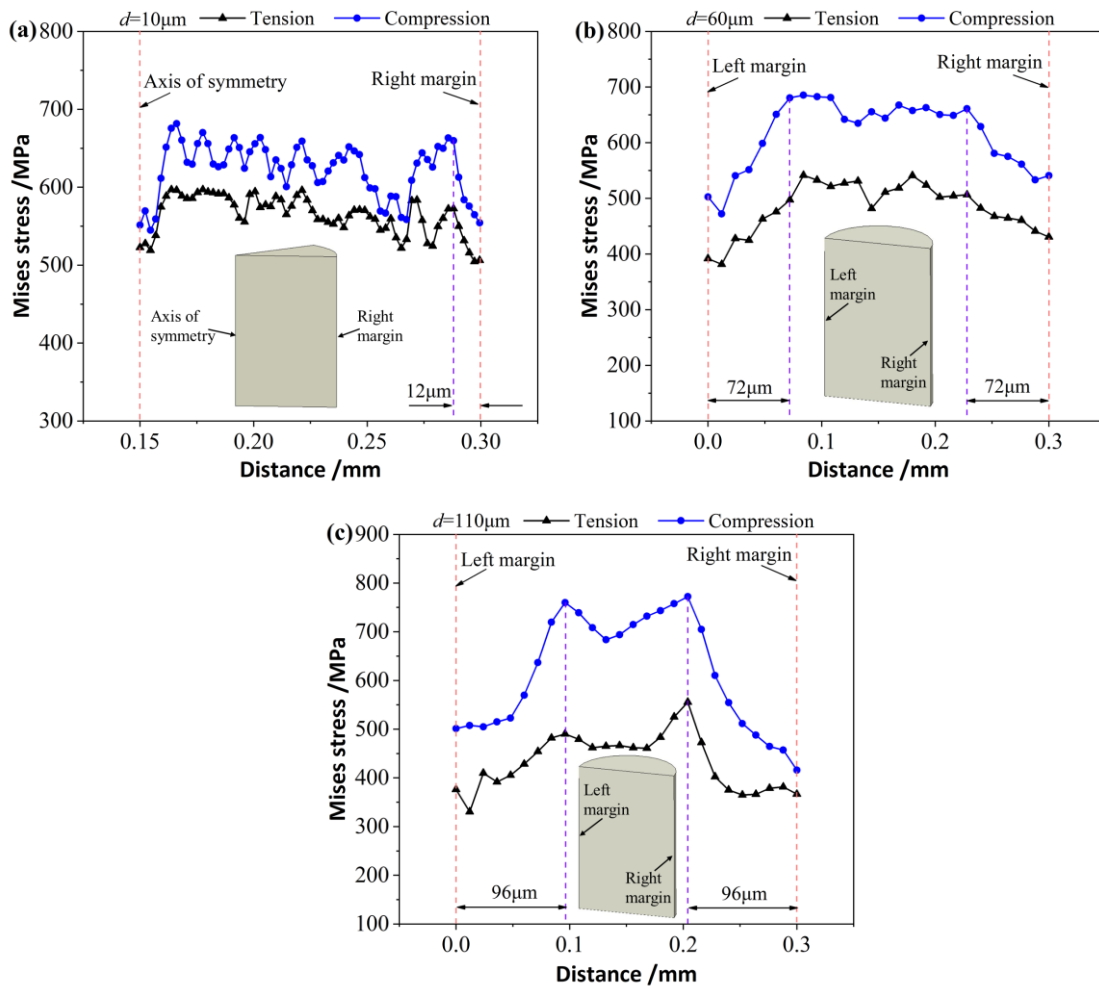 (a) d=10μm Tension Compression
800
700
600
500
400
300
Mises stress /MPa
Axis of symmetry
Right margin
Axis of
symmetry
Right
margin
12μm
0.15 0.20 0.25 0.30
Distance /mm
(b) d=60μm Tension Compression
800
700
600
500
400
300
200
100
Mises stress /MPa
Left margin
Right margin
Left
margin
Right
margin
72μm 72μm
0.0 0.1 0.2 0.3
Distance /mm
(c) d=110μm Tension Compression
900
800
700
600
500
400
300
200
100
Mises stress /MPa
Left margin
Right margin
Left
margin
Right
margin
96μm 96μm
0.0 0.1 0.2 0.3
Distance /mm